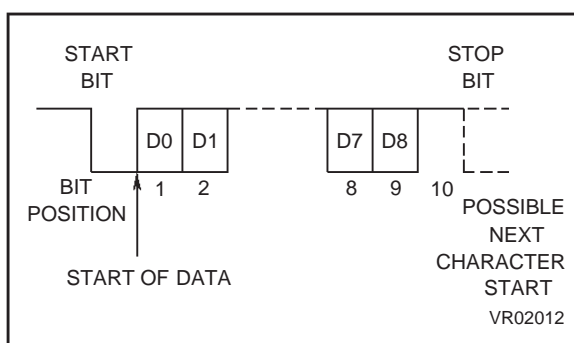 START
BIT
STOP
BIT
D0 D1 D7 D8
BIT
POSITION
1 2 8 9 10
START OF DATA
POSSIBLE
NEXT
CHARACTER
START
VR02012